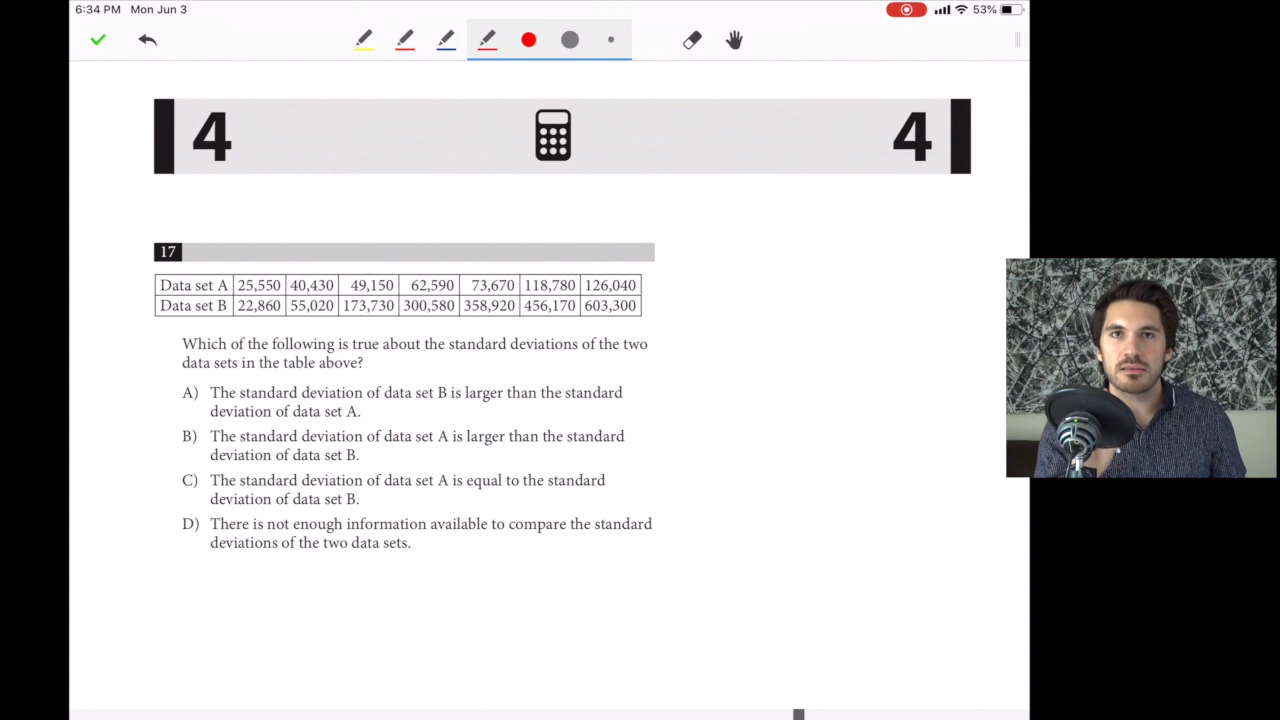 6:34 PM Mon Jun 3
53%
4 4
17
Data set A 25,550 40,430 49,150 62,590 73,670 118,780 126,040
Data set B 22,860 55,020 173,730 300,580 358,920 456,170 603,300
Which of the following is true about the standard deviations of the two
data sets in the table above?
A) The standard deviation of data set B is larger than the standard
deviation of data set A.
B) The standard deviation of data set A is larger than the standard
deviation of data set B.
C) The standard deviation of data set A is equal to the standard
deviation of data set B.
D) There is not enough information available to compare the standard
deviations of the two data sets.